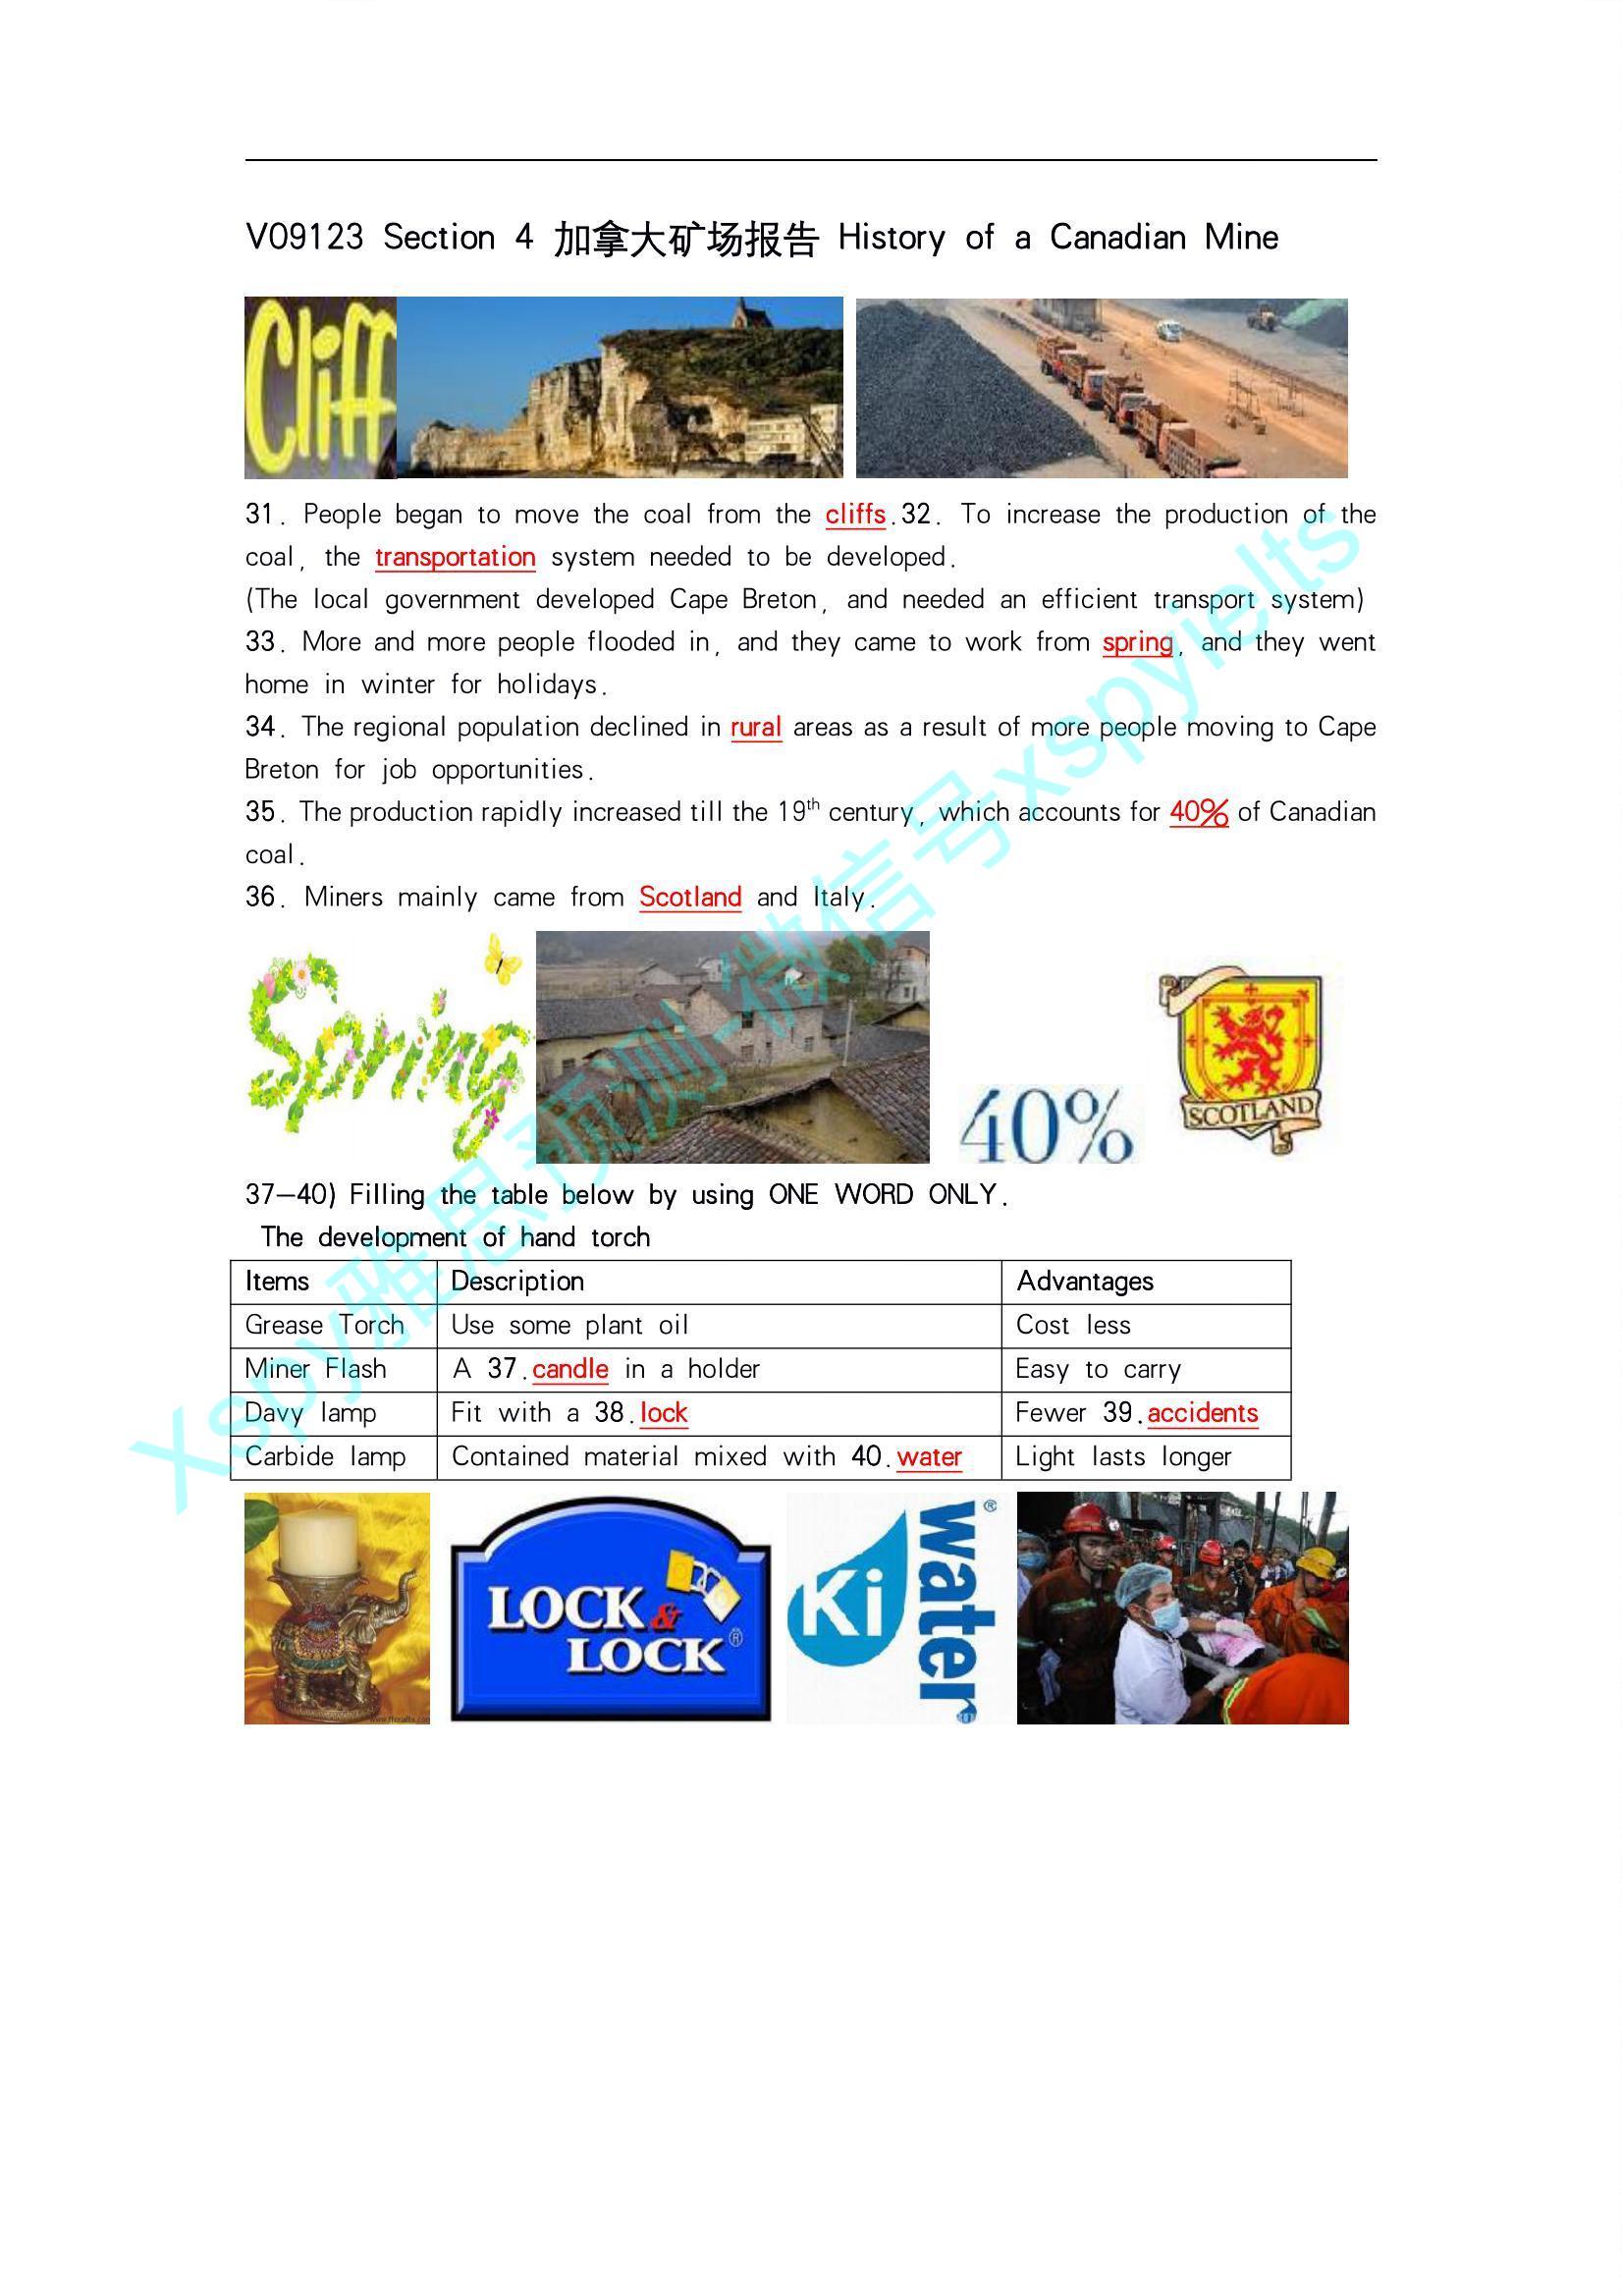 V09123 Section 4 加拿大矿场报告 History of a Canadian Mine
Cliff
31. People began to move the coal from the cliffs.32. To increase the production of the
coal, the transportation system needed to be developed.
(The local government developed Cape Breton, and needed an efficient transport system)
33. More and more people flooded in, and they came to work from spring, and they went
home in winter for holidays.
34. The regional population declined in rural areas as a result of more people moving to Cape
Breton for job opportunities.
35. The production rapidly increased till the 19th century, which accounts for 40% of Canadian
coal.
36. Miners mainly came from Scotland and Italy.
Spring
40%
SCOTLAND
37-40) Filling the table below by using ONE WORD ONLY.
The development of hand torch
Items Description Advantages
Grease Torch Use some plant oil Cost less
Miner Flash A 37.candle in a holder Easy to carry
Davy lamp Fit with a 38.lock Fewer 39.accidents
Carbide lamp Contained material mixed with 40.water Light lasts longer
LOCK &
LOCK ®
Ki water ®
Xspy雅思预测-微信号xspyielts